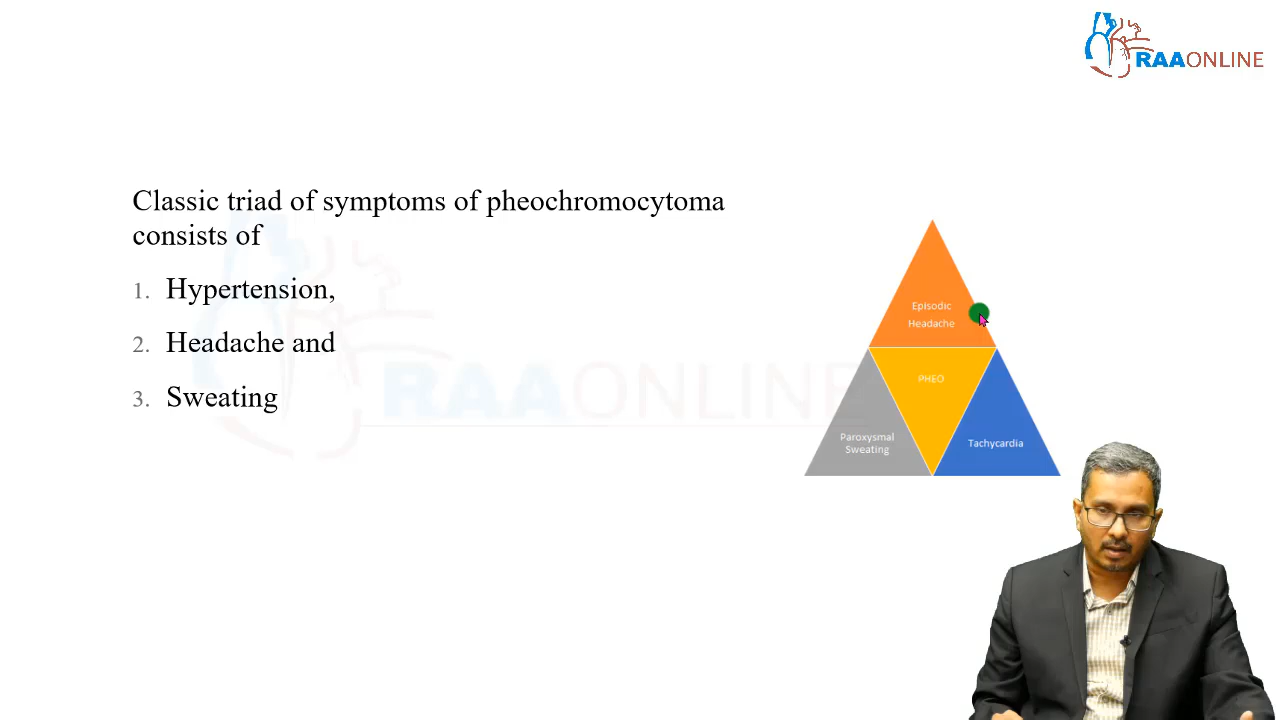 RAAONLINE
Classic triad of symptoms of pheochromocytoma
consists of
1. Hypertension,
2. Headache and
3. Sweating
Episodic
Headache
PHEO
Paroxysmal
Sweating
Tachycardia
RAAONLINE